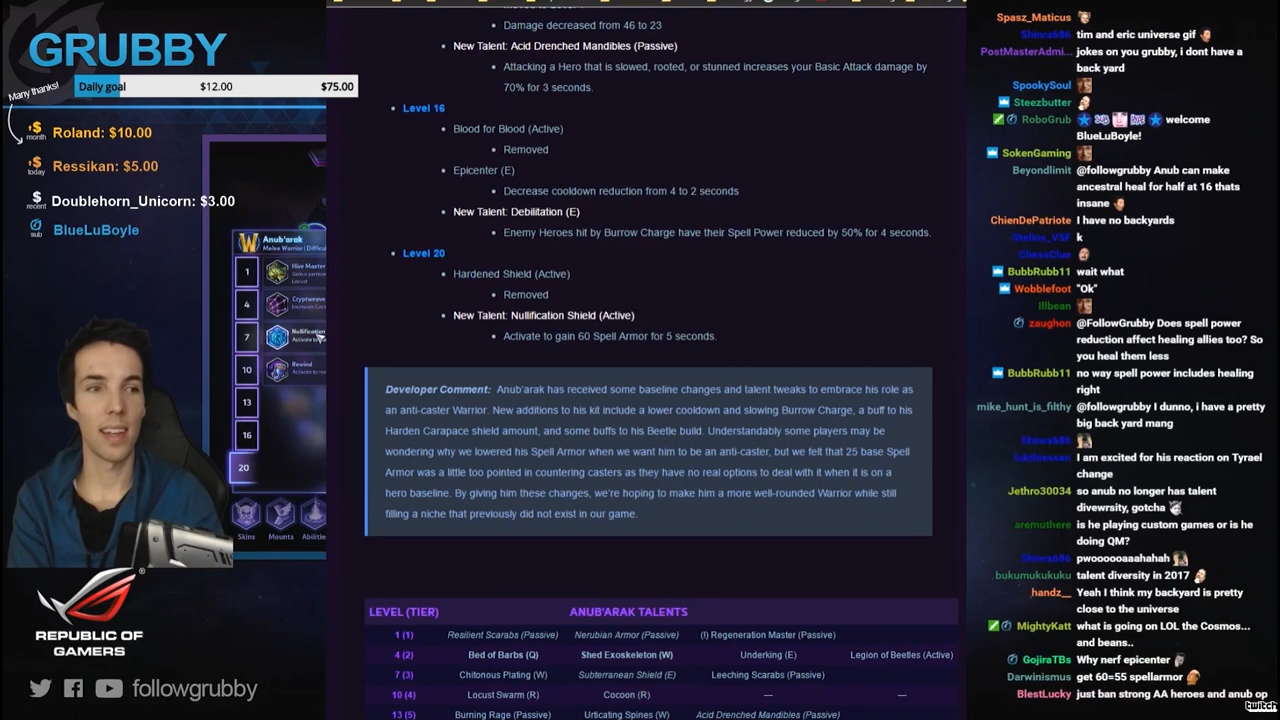 GRUBBY
Many thanks!
Daily goal $12.00 $75.00
$ month Roland: $10.00
$ today Ressikan: $5.00
$ recent Doublehorn_Unicorn: $3.00
sub BlueLuBoyle
Anub'arak
Melee Warrior
1 Hive Master
4 Cryptweave
7 Nullification
10 Rewind
13
16
20
Skins Mounts Abilities
REPUBLIC OF
GAMERS
followgrubby
Damage decreased from 46 to 23
New Talent: Acid Drenched Mandibles (Passive)
Attacking a Hero that is slowed, rooted, or stunned increases your Basic Attack damage by
70% for 3 seconds.
Level 16
Blood for Blood (Active)
Removed
Epicenter (E)
Decrease cooldown reduction from 4 to 2 seconds
New Talent: Debilitation (E)
Enemy Heroes hit by Burrow Charge have their Spell Power reduced by 50% for 4 seconds.
Level 20
Hardened Shield (Active)
Removed
New Talent: Nullification Shield (Active)
Activate to gain 60 Spell Armor for 5 seconds.
Developer Comment: Anub'arak has received some baseline changes and talent tweaks to embrace his role as
an anti-caster Warrior. New additions to his kit include a lower cooldown and slowing Burrow Charge, a buff to his
Harden Carapace shield amount, and some buffs to his Beetle build. Understandably some players may be
wondering why we lowered his Spell Armor when we want him to be an anti-caster, but we felt that 25 base Spell
Armor was a little too pointed in countering casters as they have no real options to deal with it when it is on a
hero baseline. By giving him these changes, we're hoping to make him a more well-rounded Warrior while still
filling a niche that previously did not exist in our game.
LEVEL (TIER) ANUB'ARAK TALENTS
1 (1) Resilient Scarabs (Passive) Nerubian Armor (Passive) (!) Regeneration Master (Passive)
4 (2) Bed of Barbs (Q) Shed Exoskeleton (W) Underking (E) Legion of Beetles (Active)
7 (3) Chitonous Plating (W) Subterranean Shield (E) Leeching Scarabs (Passive)
10 (4) Locust Swarm (R) Cocoon (R) — —
13 (5) Burning Rage (Passive) Urticating Spines (W) Acid Drenched Mandibles (Passive)
Spasz_Maticus
Shinra686 tim and eric universe gif
PostMasterAdmi... jokes on you grubby, i dont have a
back yard
SpookySoul
Steezbutter
RoboGrub welcome
BlueLuBoyle!
SokenGaming
Beyondlimit @followgrubby Anub can make
ancestral heal for half at 16 thats
insane
ChienDePatriote I have no backyards
Stelios_VSF k
ChessClue
BubbRubb11 wait what
Wobblefoot "Ok"
Illbean
zaughon @FollowGrubby Does spell power
reduction affect healing allies too? So
you heal them less
BubbRubb11 no way spell power includes healing
right
mike_hunt_is_filthy @followgrubby I dunno, i have a pretty
big back yard mang
Shinra686
I am excited for his reaction on Tyrael
change
Jethro30034 so anub no longer has talent
divewrsity, gotcha
aremuthere is he playing custom games or is he
doing QM?
Shinra686 pwoooooaaahahah
bukumukukuku talent diversity in 2017
handz__ Yeah I think my backyard is pretty
close to the universe
MightyKatt what is going on LOL the Cosmos...
and beans..
GojiraTBs Why nerf epicenter
Darwinismus get 60=55 spellarmor
BlestLucky just ban strong AA heroes and anub op
twitch